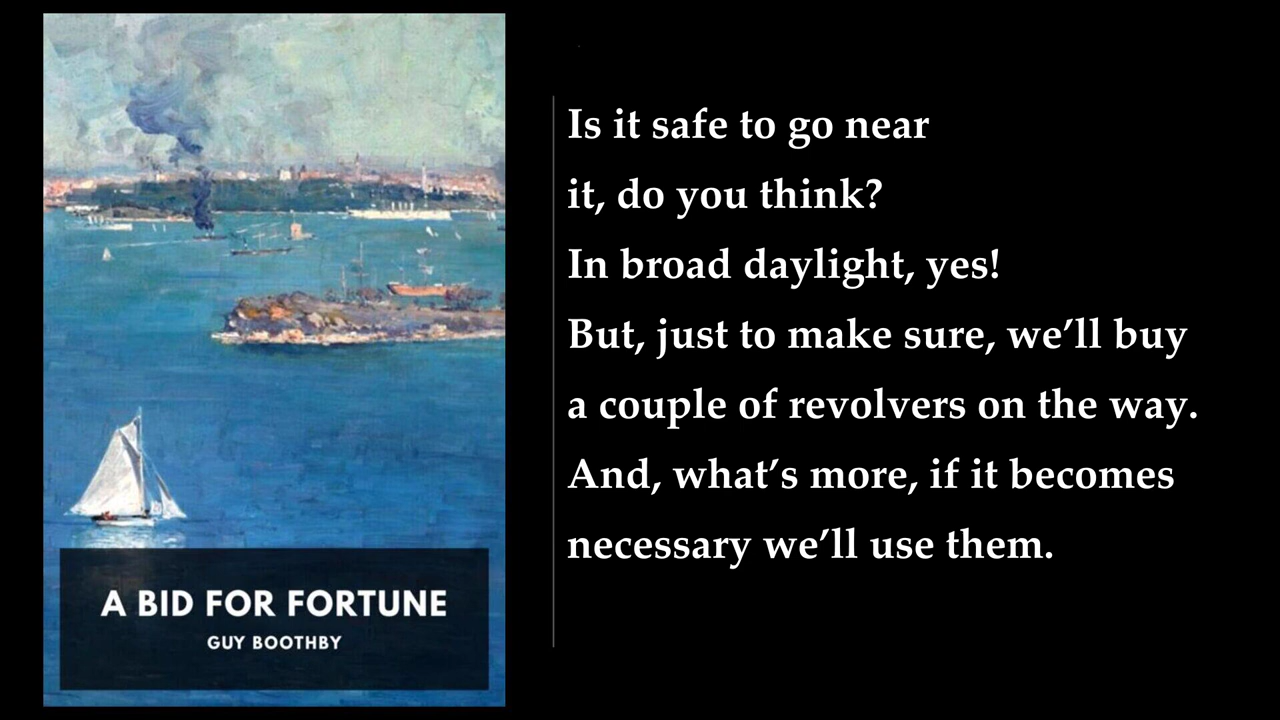 Is it safe to go near
it, do you think?
In broad daylight, yes!
But, just to make sure, we’ll buy
a couple of revolvers on the way.
And, what’s more, if it becomes
necessary we’ll use them.
A BID FOR FORTUNE
GUY BOOTHBY